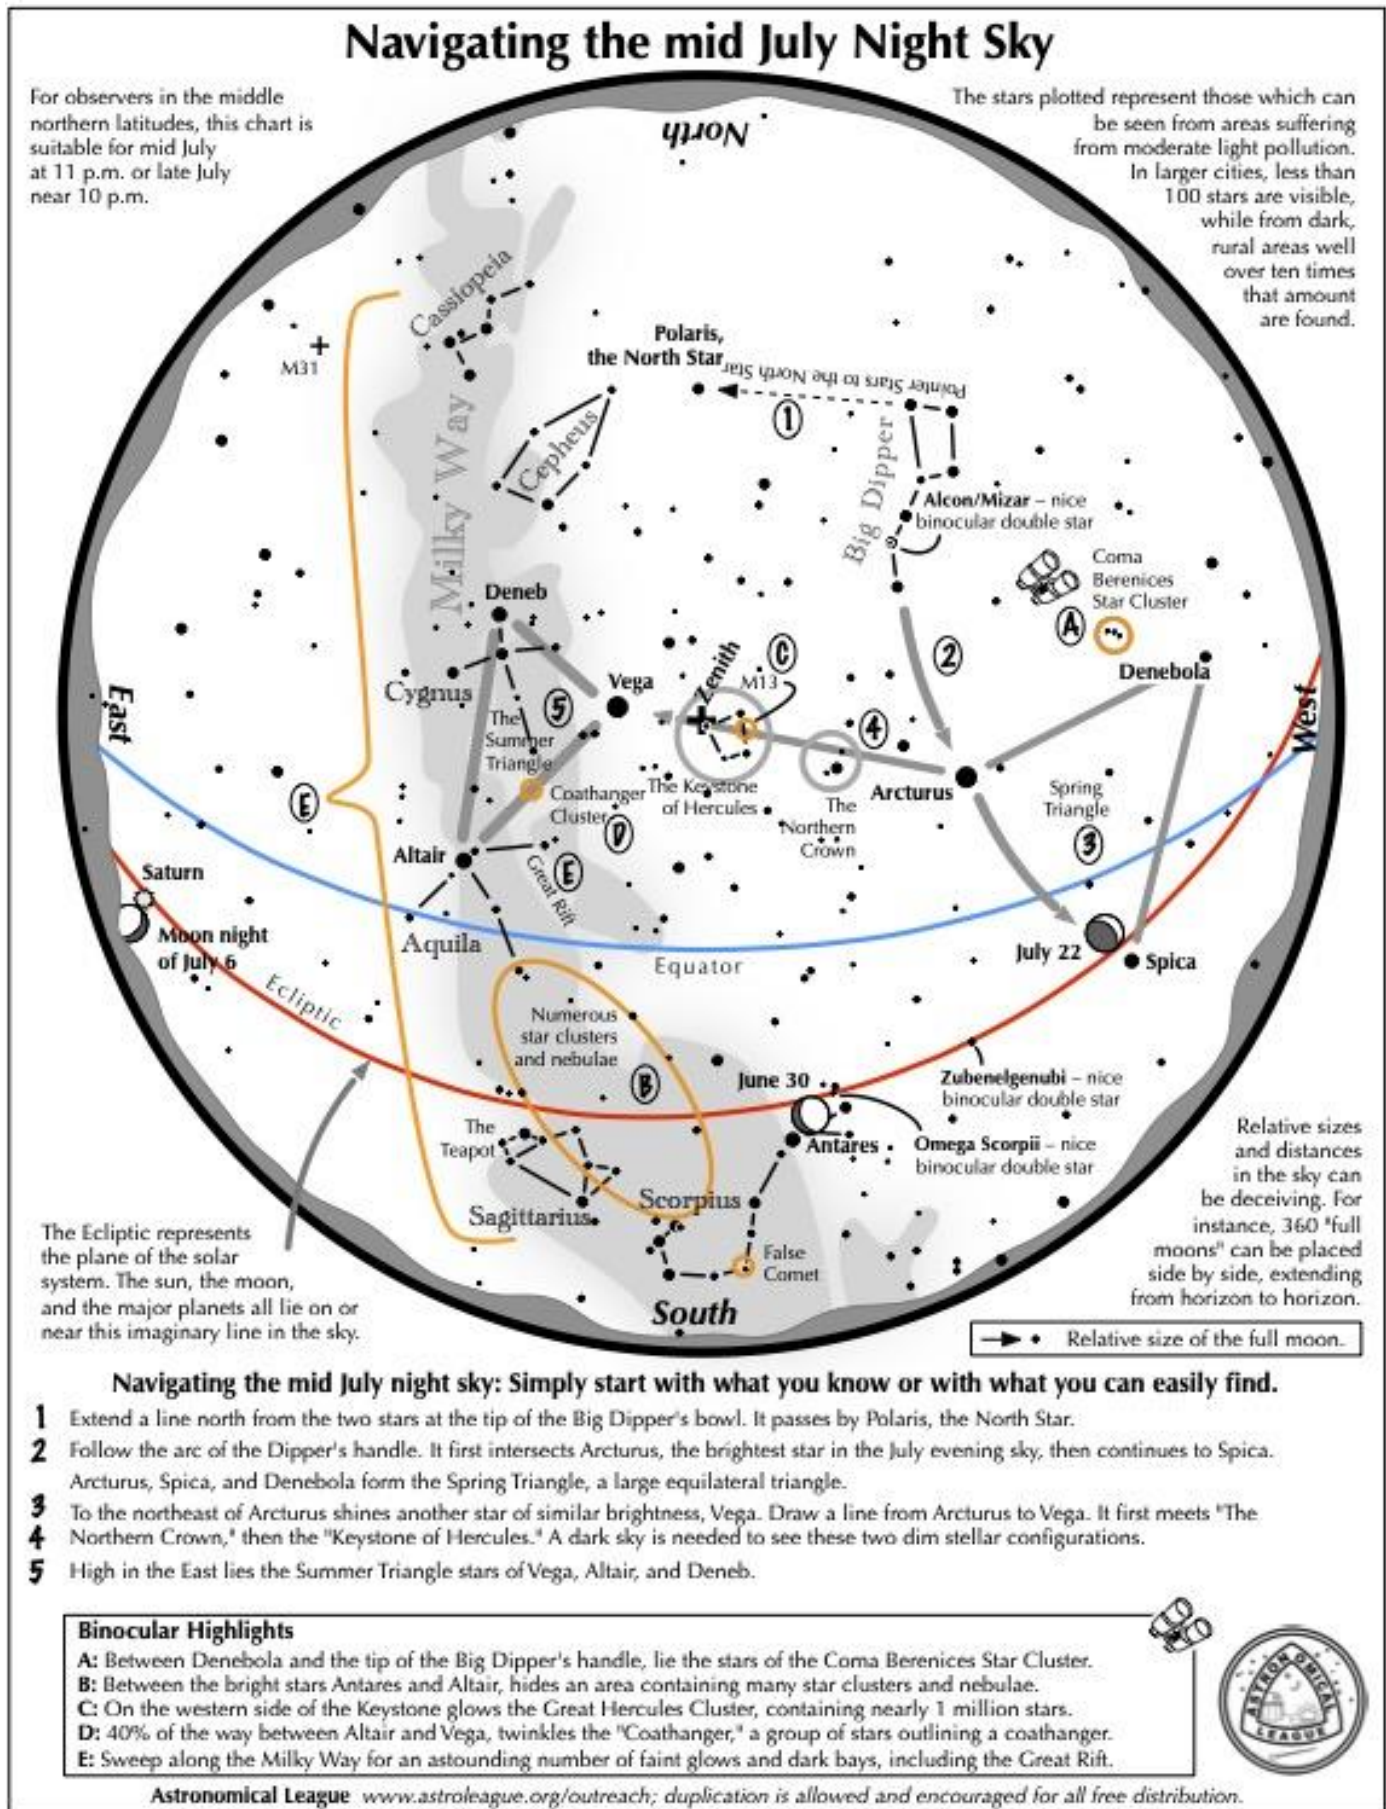 Navigating the mid July Night Sky
For observers in the middle
northern latitudes, this chart is
suitable for mid July
at 11 p.m. or late July
near 10 p.m.
The stars plotted represent those which can
be seen from areas suffering
from moderate light pollution.
In larger cities, less than
100 stars are visible,
while from dark,
rural areas well
over ten times
that amount
are found.
North
Cassiopeia
M31
Polaris,
the North Star
Pointer Stars to the North Star
1
Cepheus
Milky Way
Big Dipper
Alcon/Mizar – nice
binocular double star
Coma
Berenices
Star Cluster
A
Deneb
2
Denebola
Zenith
C
M13
Vega
Cygnus
5
The
Summer
Triangle
4
East
West
Coathanger
Cluster
D
The Keystone
of Hercules
The
Northern
Crown
Arcturus
Spring
Triangle
3
E
Altair
E
Great Rift
Saturn
Moon night
of July 6
Aquila
Equator
July 22
Spica
Ecliptic
Numerous
star clusters
and nebulae
B
June 30
Zubenelgenubi – nice
binocular double star
The
Teapot
Antares
Omega Scorpii – nice
binocular double star
Scorpius
Sagittarius
False
Comet
South
The Ecliptic represents
the plane of the solar
system. The sun, the moon,
and the major planets all lie on or
near this imaginary line in the sky.
Relative sizes
and distances
in the sky can
be deceiving. For
instance, 360 "full
moons" can be placed
side by side, extending
from horizon to horizon.
Relative size of the full moon.
Navigating the mid July night sky: Simply start with what you know or with what you can easily find.
1 Extend a line north from the two stars at the tip of the Big Dipper's bowl. It passes by Polaris, the North Star.
2 Follow the arc of the Dipper's handle. It first intersects Arcturus, the brightest star in the July evening sky, then continues to Spica.
Arcturus, Spica, and Denebola form the Spring Triangle, a large equilateral triangle.
3 To the northeast of Arcturus shines another star of similar brightness, Vega. Draw a line from Arcturus to Vega. It first meets "The
4 Northern Crown," then the "Keystone of Hercules." A dark sky is needed to see these two dim stellar configurations.
5 High in the East lies the Summer Triangle stars of Vega, Altair, and Deneb.
Binocular Highlights
A: Between Denebola and the tip of the Big Dipper's handle, lie the stars of the Coma Berenices Star Cluster.
B: Between the bright stars Antares and Altair, hides an area containing many star clusters and nebulae.
C: On the western side of the Keystone glows the Great Hercules Cluster, containing nearly 1 million stars.
D: 40% of the way between Altair and Vega, twinkles the "Coathanger," a group of stars outlining a coathanger.
E: Sweep along the Milky Way for an astounding number of faint glows and dark bays, including the Great Rift.
ASTRONOMICAL
LEAGUE
Astronomical League www.astroleague.org/outreach; duplication is allowed and encouraged for all free distribution.